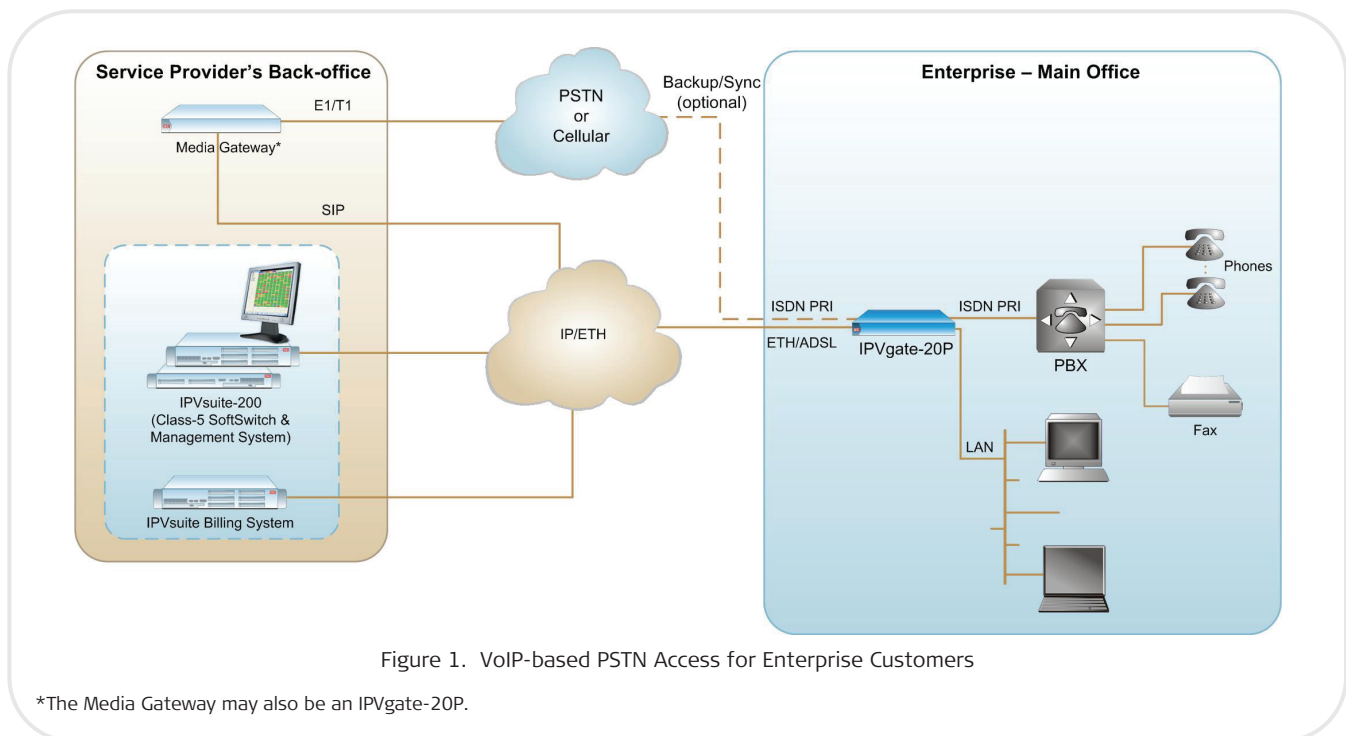 Service Provider's Back-office
E1/T1
Media Gateway*
SIP
IPVsuite-200
(Class-5 SoftSwitch &
Management System)
IPVsuite Billing System
PSTN
or
Cellular
Backup/Sync
(optional)
IP/ETH
Enterprise – Main Office
ISDN PRI
ETH/ADSL
IPVgate-20P
ISDN PRI
PBX
Phones
Fax
LAN
Figure 1. VoIP-based PSTN Access for Enterprise Customers
*The Media Gateway may also be an IPVgate-20P.